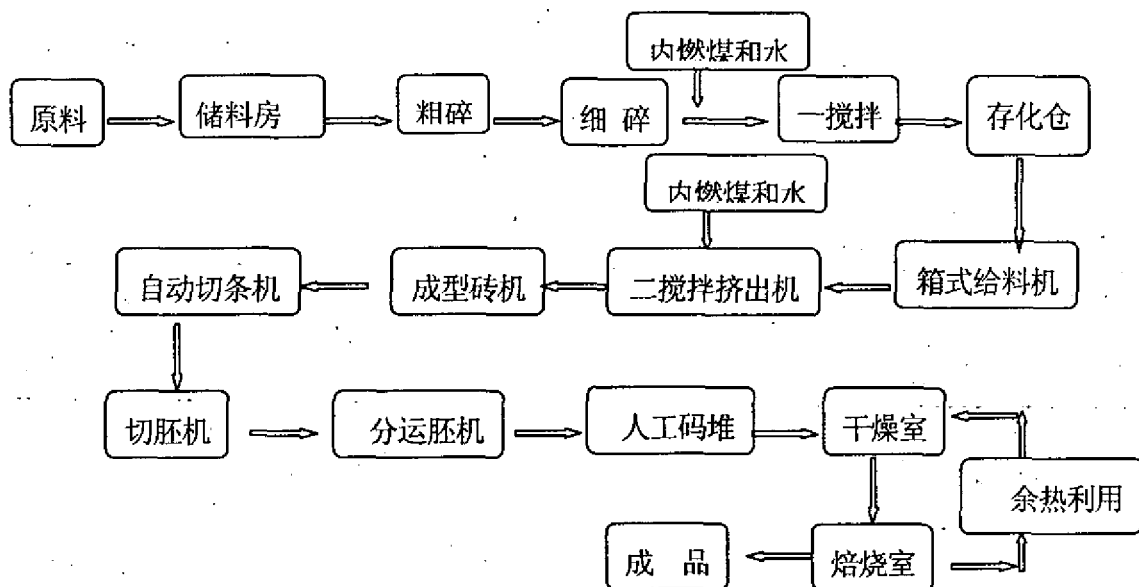 内燃煤和水
原料
储料房
粗碎
细 碎
一搅拌
存化仓
内燃煤和水
自动切条机
成型砖机
二搅拌挤出机
箱式给料机
切胚机
分运胚机
人工码堆
干燥室
余热利用
成 品
焙烧室